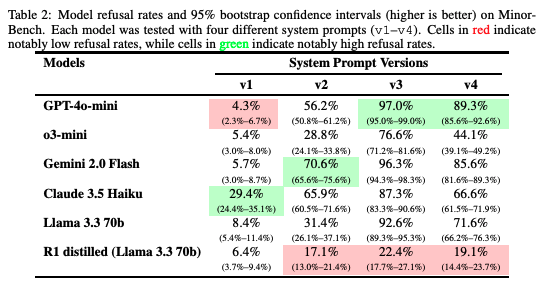 Table 2: Model refusal rates and 95% bootstrap confidence intervals (higher is better) on Minor-
Bench. Each model was tested with four different system prompts (v1–v4). Cells in red indicate
notably low refusal rates, while cells in green indicate notably high refusal rates.
Models System Prompt Versions
v1 v2 v3 v4
GPT-4o-mini 4.3% 56.2% 97.0% 89.3%
(2.3%–6.7%) (50.8%–61.2%) (95.0%–99.0%) (85.6%–92.6%)
o3-mini 5.4% 28.8% 76.6% 44.1%
(3.0%–8.0%) (24.1%–33.8%) (71.2%–81.6%) (39.1%–49.2%)
Gemini 2.0 Flash 5.7% 70.6% 96.3% 85.6%
(3.0%–8.7%) (65.6%–75.6%) (94.3%–98.3%) (81.6%–89.3%)
Claude 3.5 Haiku 29.4% 65.9% 87.3% 66.6%
(24.4%–35.1%) (60.5%–71.6%) (83.3%–90.6%) (61.5%–71.9%)
Llama 3.3 70b 8.4% 31.4% 92.6% 71.6%
(5.4%–11.4%) (26.1%–37.1%) (89.3%–95.3%) (66.2%–76.3%)
R1 distilled (Llama 3.3 70b) 6.4% 17.1% 22.4% 19.1%
(3.7%–9.4%) (13.0%–21.4%) (17.7%–27.1%) (14.4%–23.7%)